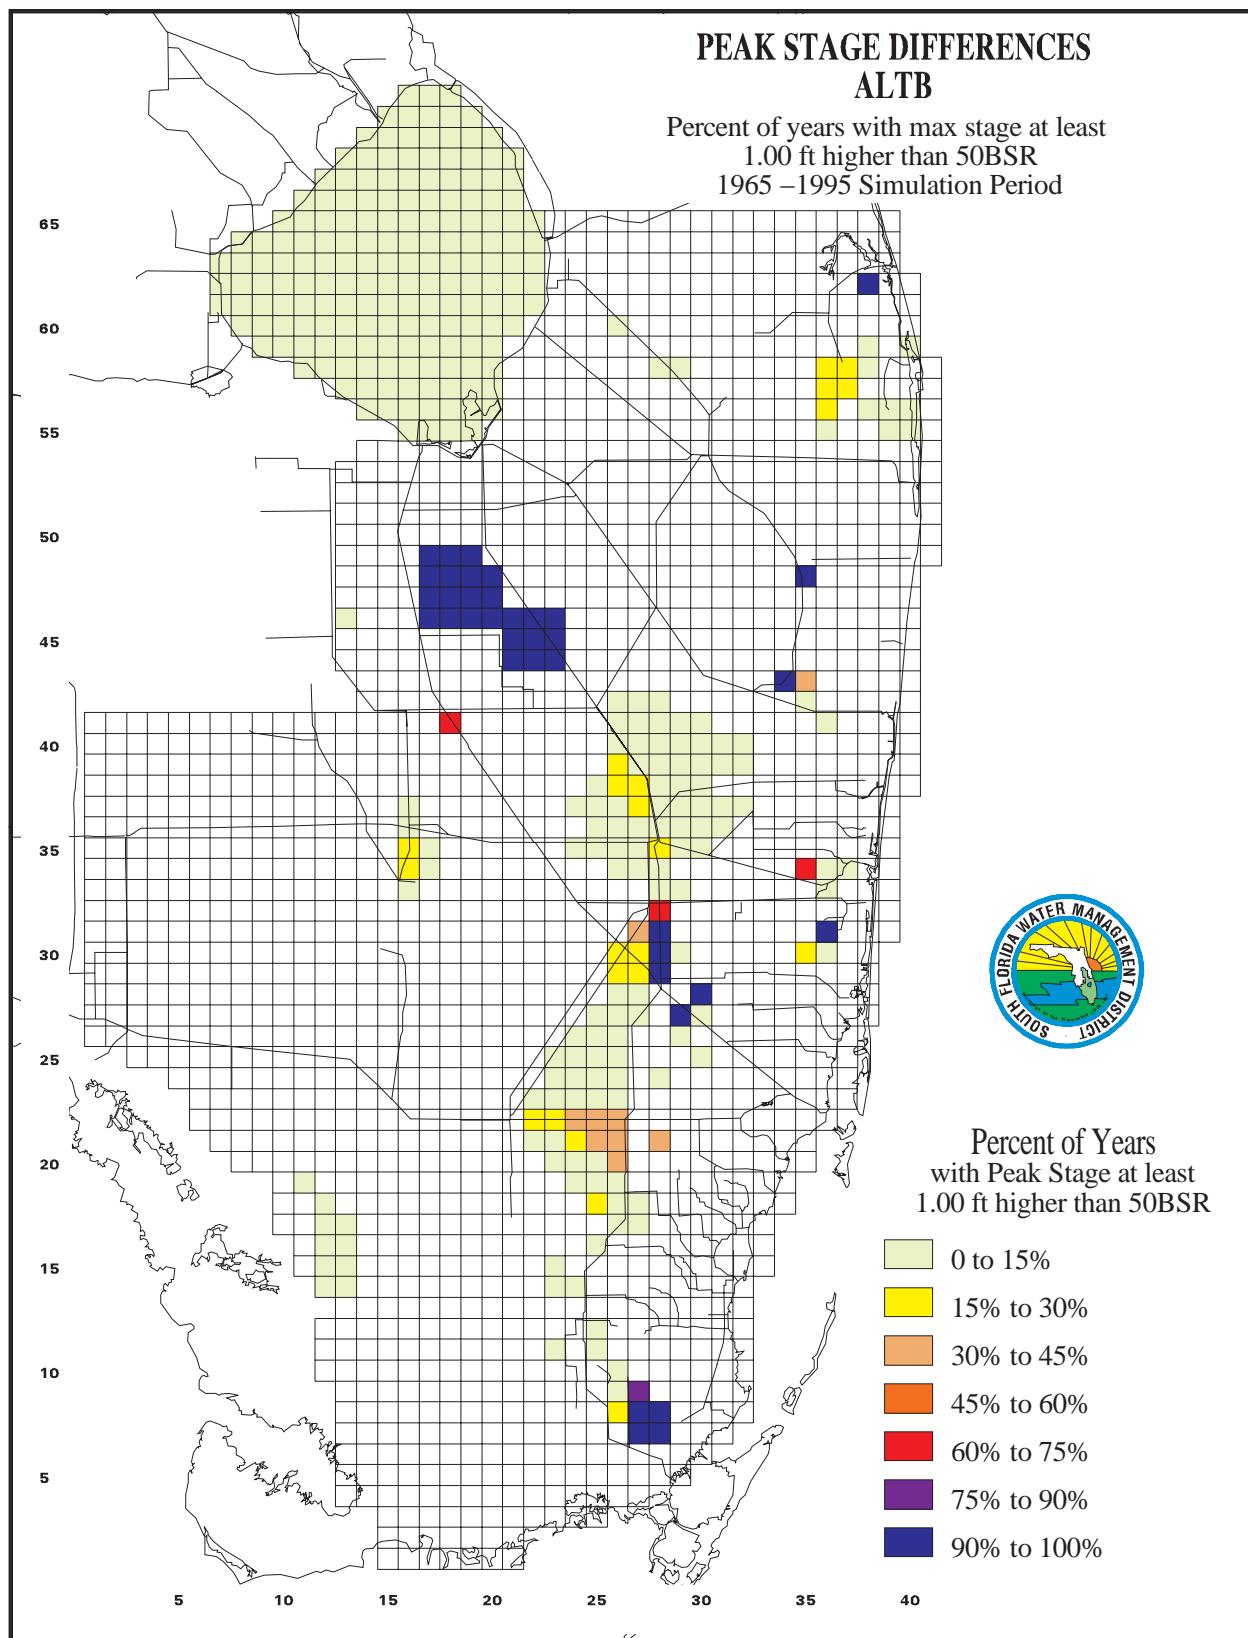 PEAK STAGE DIFFERENCES
ALTB
Percent of years with max stage at least
1.00 ft higher than 50BSR
1965 –1995 Simulation Period
65
60
55
50
45
40
35
30
25
20
15
10
5
5
10
15
20
25
30
35
40
SOUTH FLORIDA WATER MANAGEMENT DISTRICT
Percent of Years
with Peak Stage at least
1.00 ft higher than 50BSR
0 to 15%
15% to 30%
30% to 45%
45% to 60%
60% to 75%
75% to 90%
90% to 100%
“